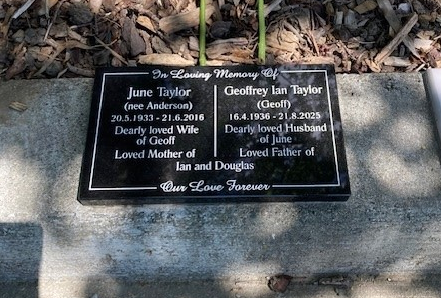 In Loving Memory Of
June Taylor
(nee Anderson)
20.5.1933 - 21.6.2016
Dearly loved Wife
of Geoff
Loved Mother of
Geoffrey Ian Taylor
(Geoff)
16.4.1936 - 21.8.2025
Dearly loved Husband
of June
Loved Father of
Ian and Douglas
Our Love Forever